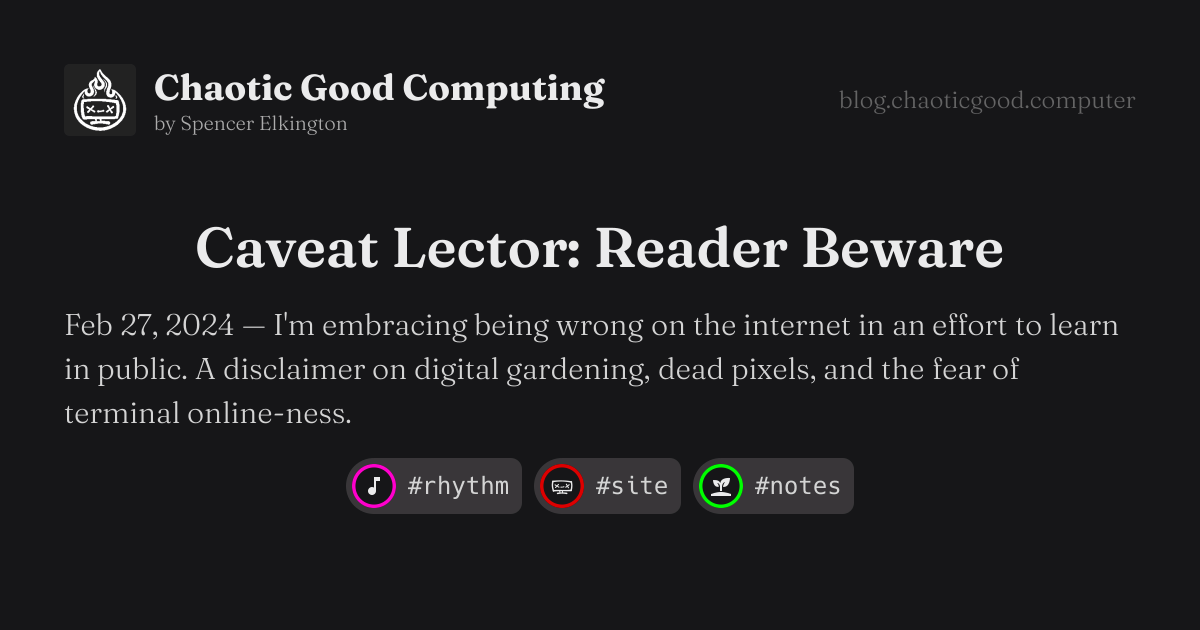 Chaotic Good Computing
by Spencer Elkington
blog.chaoticgood.computer
Caveat Lector: Reader Beware
Feb 27, 2024 — I'm embracing being wrong on the internet in an effort to learn
in public. A disclaimer on digital gardening, dead pixels, and the fear of
terminal online-ness.
#rhythm #site #notes